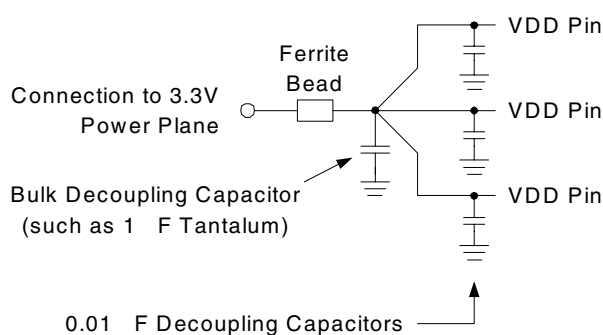 VDD Pin
Ferrite
Bead
Connection to 3.3V
Power Plane
VDD Pin
Bulk Decoupling Capacitor
(such as 1 F Tantalum)
VDD Pin
0.01 F Decoupling Capacitors